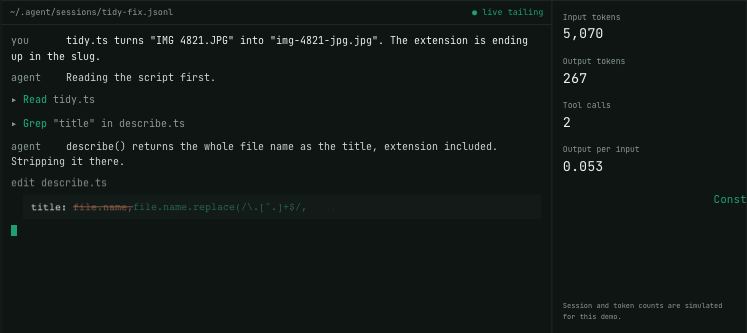 ~/.agent/sessions/tidy-fix.jsonl
● live tailing
you tidy.ts turns "IMG 4821.JPG" into "img-4821-jpg.jpg". The extension is ending
up in the slug.
agent Reading the script first.
▸ Read tidy.ts
▸ Grep "title" in describe.ts
agent describe() returns the whole file name as the title, extension included.
Stripping it there.
edit describe.ts
title: file.name,file.name.replace(/\.[^.]+$/,
Input tokens
5,070
Output tokens
267
Tool calls
2
Output per input
0.053
Const
Session and token counts are simulated
for this demo.